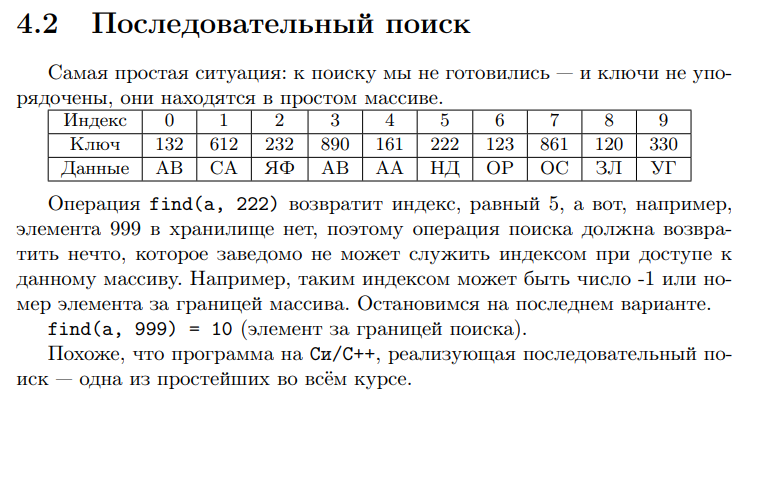 4.2 Последовательный поиск
Самая простая ситуация: к поиску мы не готовились — и ключи не упо-
рядочены, они находятся в простом массиве.
Индекс 0 1 2 3 4 5 6 7 8 9
Ключ 132 612 232 890 161 222 123 861 120 330
Данные АВ СА ЯФ АВ АА НД ОР ОС ЗЛ УГ
Операция find(a, 222) возвратит индекс, равный 5, а вот, например,
элемента 999 в хранилище нет, поэтому операция поиска должна возвра-
тить нечто, которое заведомо не может служить индексом при доступе к
данному массиву. Например, таким индексом может быть число -1 или но-
мер элемента за границей массива. Остановимся на последнем варианте.
find(a, 999) = 10 (элемент за границей поиска).
Похоже, что программа на Си/C++, реализующая последовательный по-
иск — одна из простейших во всём курсе.